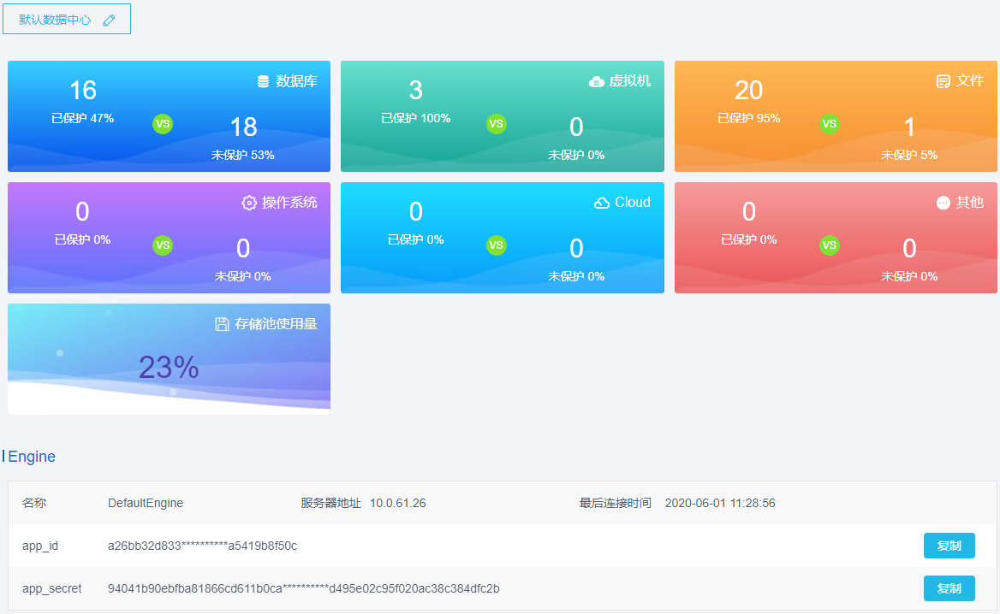 默认数据中心
16
数据库
已保护 47%
VS
18
未保护 53%
3
虚拟机
已保护 100%
VS
0
未保护 0%
20
文件
已保护 95%
VS
1
未保护 5%
0
操作系统
已保护 0%
VS
0
未保护 0%
0
Cloud
已保护 0%
VS
0
未保护 0%
0
其他
已保护 0%
VS
0
未保护 0%
存储池使用量
23%
Engine
名称 DefaultEngine 服务器地址 10.0.61.26 最后连接时间 2020-06-01 11:28:56
app_id a26bb32d833**********a5419b8f50c 复制
app_secret 94041b90ebfba81866cd611b0ca**********d495e02c95f020ac38c384dfc2b 复制